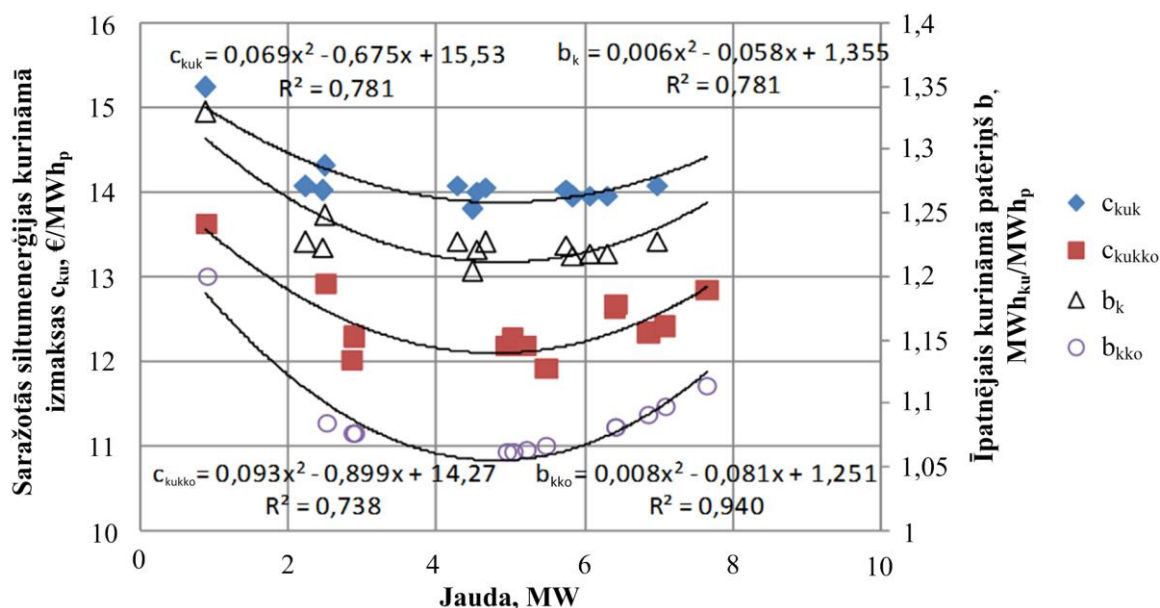 Saražotās siltumenerģijas kurināmā
izmaksas c_ku, €/MWh_p
16
15
14
13
12
11
10
c_kuk = 0,069x² - 0,675x + 15,53
R² = 0,781
b_k = 0,006x² - 0,058x + 1,355
R² = 0,781
c_kukko = 0,093x² - 0,899x + 14,27
R² = 0,738
b_kko = 0,008x² - 0,081x + 1,251
R² = 0,940
1,4
1,35
1,3
1,25
1,2
1,15
1,1
1,05
1
Īpatnējais kurināmā patēriņš b,
MWh_ku/MWh_p
0
2
4
6
8
10
Jauda, MW
c_kuk
c_kukko
b_k
b_kko